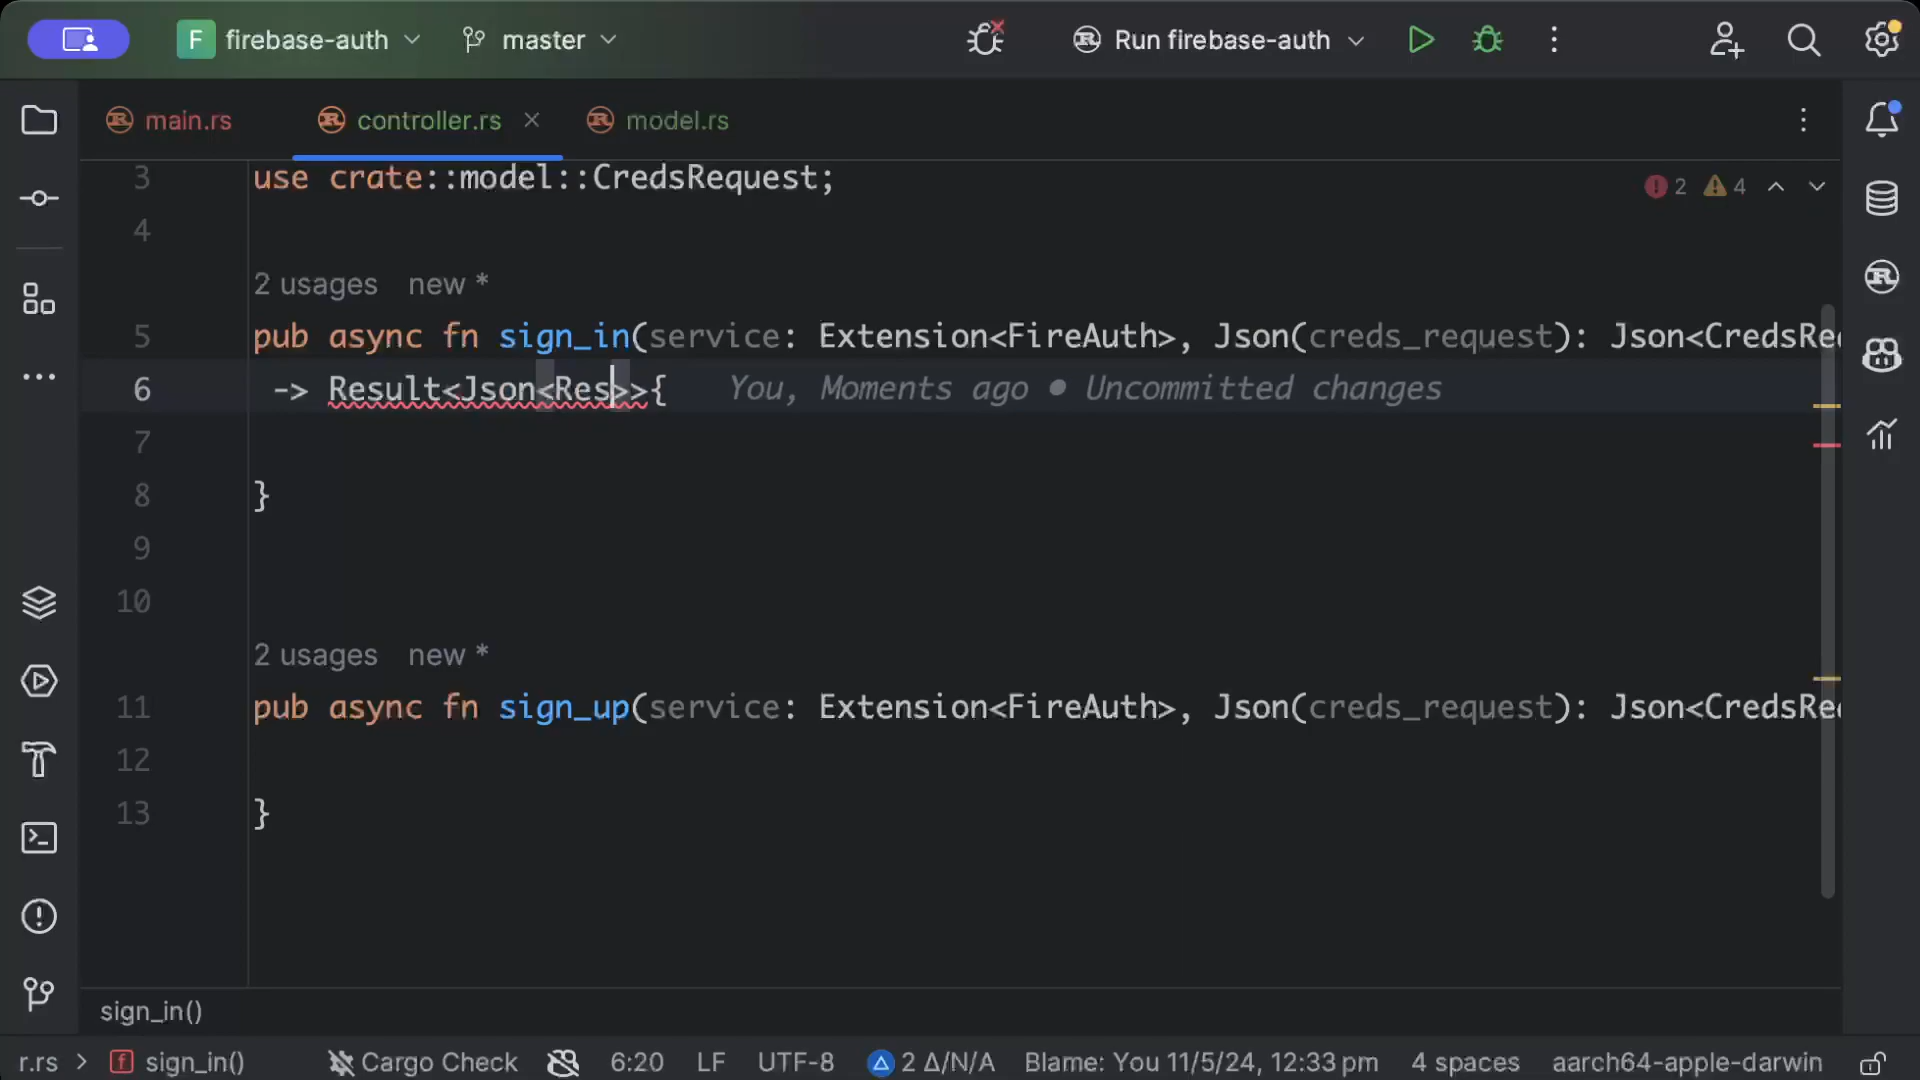 F firebase-auth master Run firebase-auth
main.rs controller.rs model.rs
3 use crate::model::CredsRequest;
2 4
4
2 usages new *
5 pub async fn sign_in(service: Extension<FireAuth>, Json(creds_request): Json<CredsRe
6 -> Result<Json<Res>>{ You, Moments ago • Uncommitted changes
7
8 }
9
10
2 usages new *
11 pub async fn sign_up(service: Extension<FireAuth>, Json(creds_request): Json<CredsRe
12
13 }
sign_in()
r.rs > f sign_in() Cargo Check 6:20 LF UTF-8 2 Δ/N/A Blame: You 11/5/24, 12:33 pm 4 spaces aarch64-apple-darwin